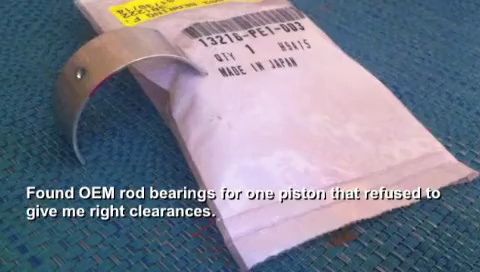 13216-PE1-003
QTY 1 H5A15
MADE IN JAPAN
Found OEM rod bearings for one piston that refused to
give me right clearances.